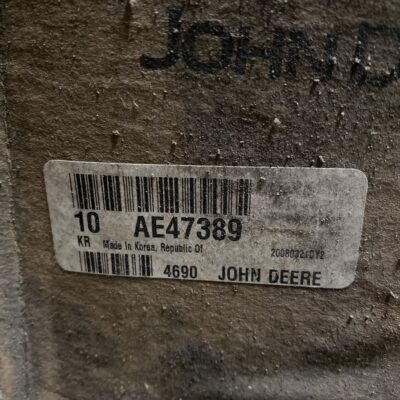 JOHN D
10 AE47389
KR Made In Korea, Republic Of
4690 JOHN DEERE